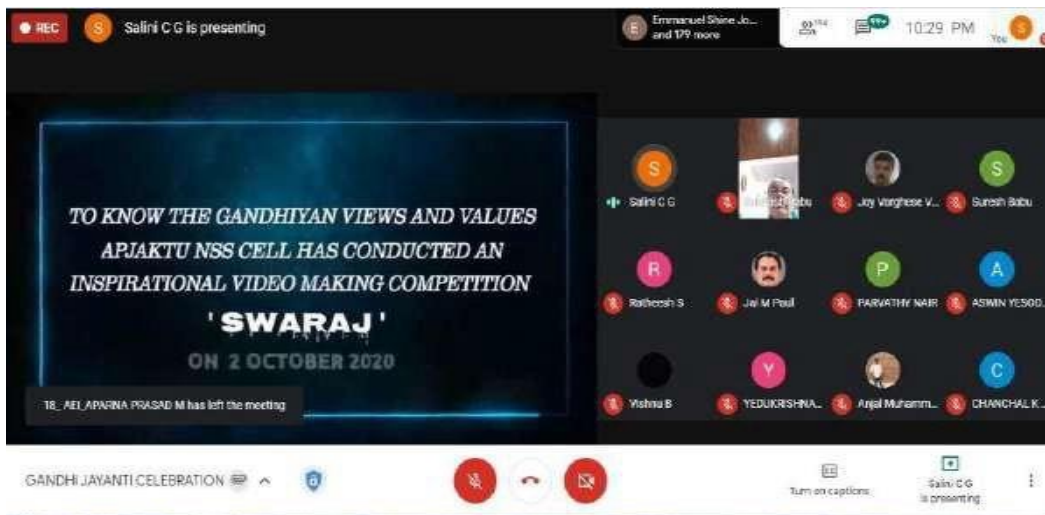 REC
S
Salini C G is presenting
E
Emmanuel Shine Jo...
and 179 more
99+
10:29 PM
You
S
TO KNOW THE GANDHIYAN VIEWS AND VALUES
APJAKTU NSS CELL HAS CONDUCTED AN
INSPIRATIONAL VIDEO MAKING COMPETITION
' SWARAJ '
ON 2 OCTOBER 2020
18_ AEI_APARNA PRASAD M has left the meeting
S
Salini C G
Joy Varghese V...
S
Suresh Babu
R
Ratheesh S
Jai M Paul
P
PARVATHY NAIR
A
ASWIN YESOD...
Vishnu B
Y
YEDUKRISHNA...
Anjal Muhamm...
C
CHANCHAL K...
GANDHI JAYANTI CELEBRATION
Turn on captions
Salini C G
is presenting